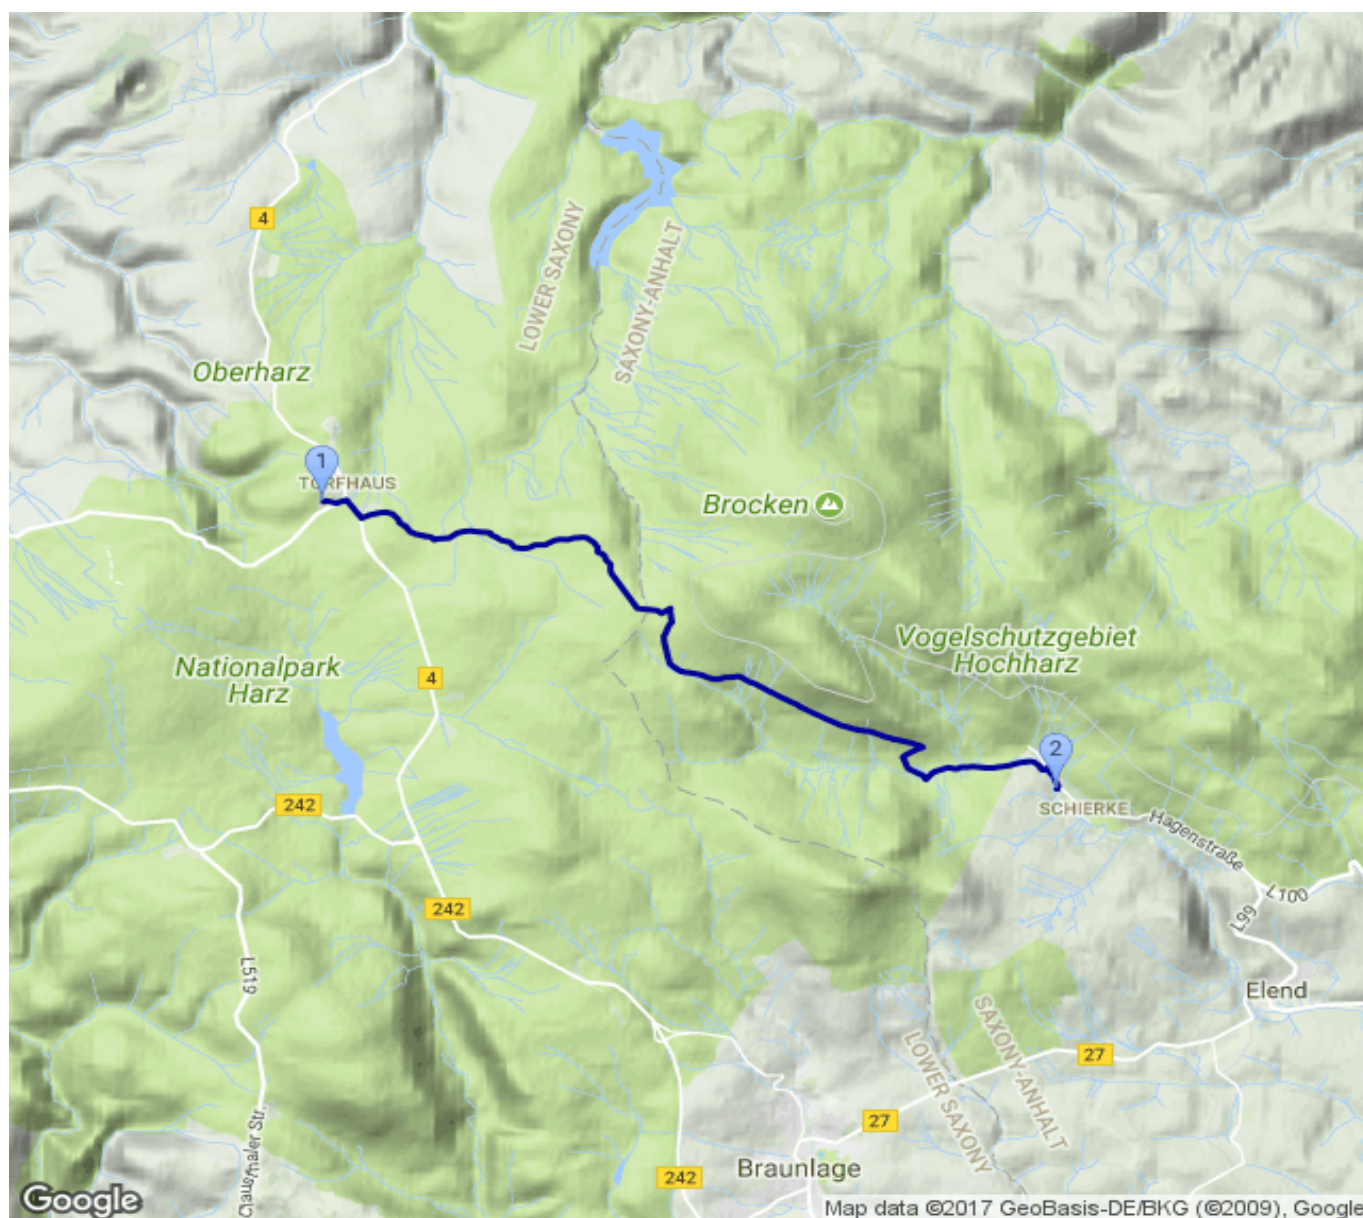 4
LOWER SAXONY
SAXONY-ANHALT
Oberharz
1
TORFHAUS
Brocken
Vogelschutzgebiet
Hochharz
Nationalpark
Harz
4
2
SCHIERKE
242
Hagenstraße
L100
L99
242
L519
Elend
SAXONY-ANHALT
LOWER SAXONY
27
27
Braunlage
242
Google
Map data ©2017 GeoBasis-DE/BKG (©2009), Google